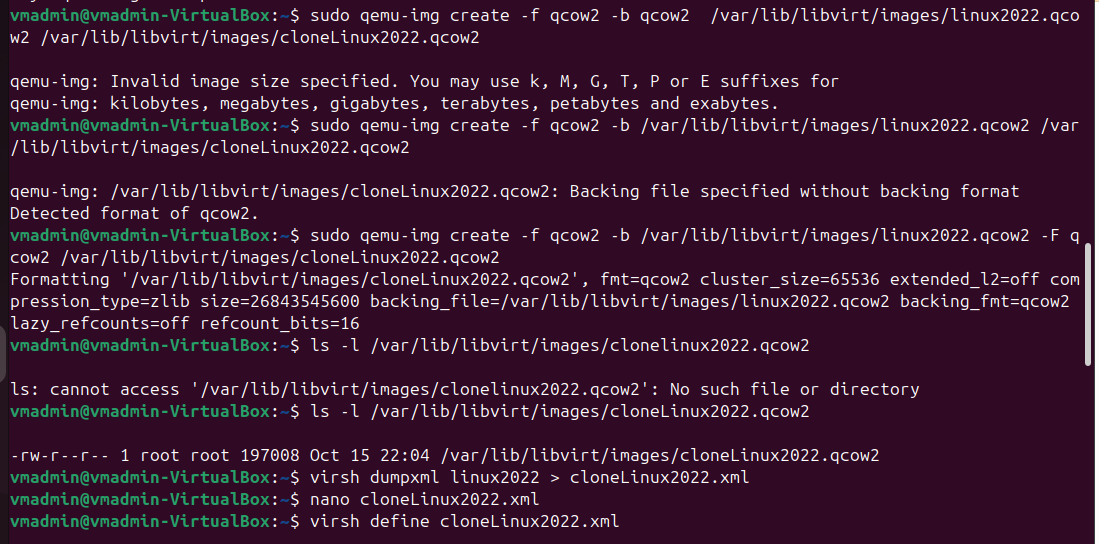 vmadmin@vmadmin-VirtualBox:~$ sudo qemu-img create -f qcow2 -b qcow2  /var/lib/libvirt/images/linux2022.qco
w2 /var/lib/libvirt/images/cloneLinux2022.qcow2
qemu-img: Invalid image size specified. You may use k, M, G, T, P or E suffixes for
qemu-img: kilobytes, megabytes, gigabytes, terabytes, petabytes and exabytes.
vmadmin@vmadmin-VirtualBox:~$ sudo qemu-img create -f qcow2 -b /var/lib/libvirt/images/linux2022.qcow2 /var
/lib/libvirt/images/cloneLinux2022.qcow2
qemu-img: /var/lib/libvirt/images/cloneLinux2022.qcow2: Backing file specified without backing format
Detected format of qcow2.
vmadmin@vmadmin-VirtualBox:~$ sudo qemu-img create -f qcow2 -b /var/lib/libvirt/images/linux2022.qcow2 -F q
cow2 /var/lib/libvirt/images/cloneLinux2022.qcow2
Formatting '/var/lib/libvirt/images/cloneLinux2022.qcow2', fmt=qcow2 cluster_size=65536 extended_l2=off com
pression_type=zlib size=26843545600 backing_file=/var/lib/libvirt/images/linux2022.qcow2 backing_fmt=qcow2
lazy_refcounts=off refcount_bits=16
vmadmin@vmadmin-VirtualBox:~$ ls -l /var/lib/libvirt/images/clonelinux2022.qcow2
ls: cannot access '/var/lib/libvirt/images/clonelinux2022.qcow2': No such file or directory
vmadmin@vmadmin-VirtualBox:~$ ls -l /var/lib/libvirt/images/cloneLinux2022.qcow2
-rw-r--r-- 1 root root 197008 Oct 15 22:04 /var/lib/libvirt/images/cloneLinux2022.qcow2
vmadmin@vmadmin-VirtualBox:~$ virsh dumpxml linux2022 > cloneLinux2022.xml
vmadmin@vmadmin-VirtualBox:~$ nano cloneLinux2022.xml
vmadmin@vmadmin-VirtualBox:~$ virsh define cloneLinux2022.xml